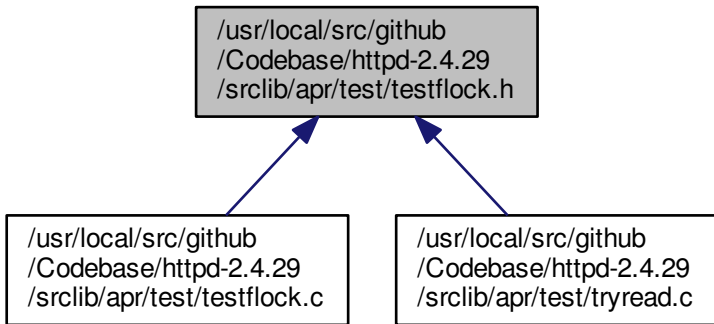 /usr/local/src/github
/Codebase/httpd-2.4.29
/srclib/apr/test/testflock.h
/usr/local/src/github
/Codebase/httpd-2.4.29
/srclib/apr/test/testflock.c
/usr/local/src/github
/Codebase/httpd-2.4.29
/srclib/apr/test/tryread.c